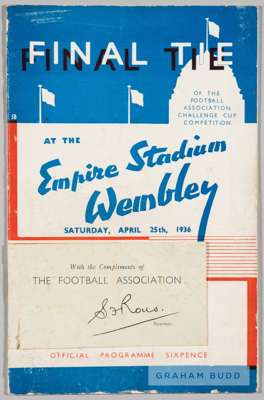 FINAL TIE
OF THE
FOOTBALL
ASSOCIATION
CHALLENGE CUP
COMPETITION
AT THE
Empire Stadium
Wembley
SATURDAY, APRIL 25th, 1936
With the Compliments of
THE FOOTBALL ASSOCIATION
S F Rous.
OFFICIAL PROGRAMME SIXPENCE
GRAHAM BUDD